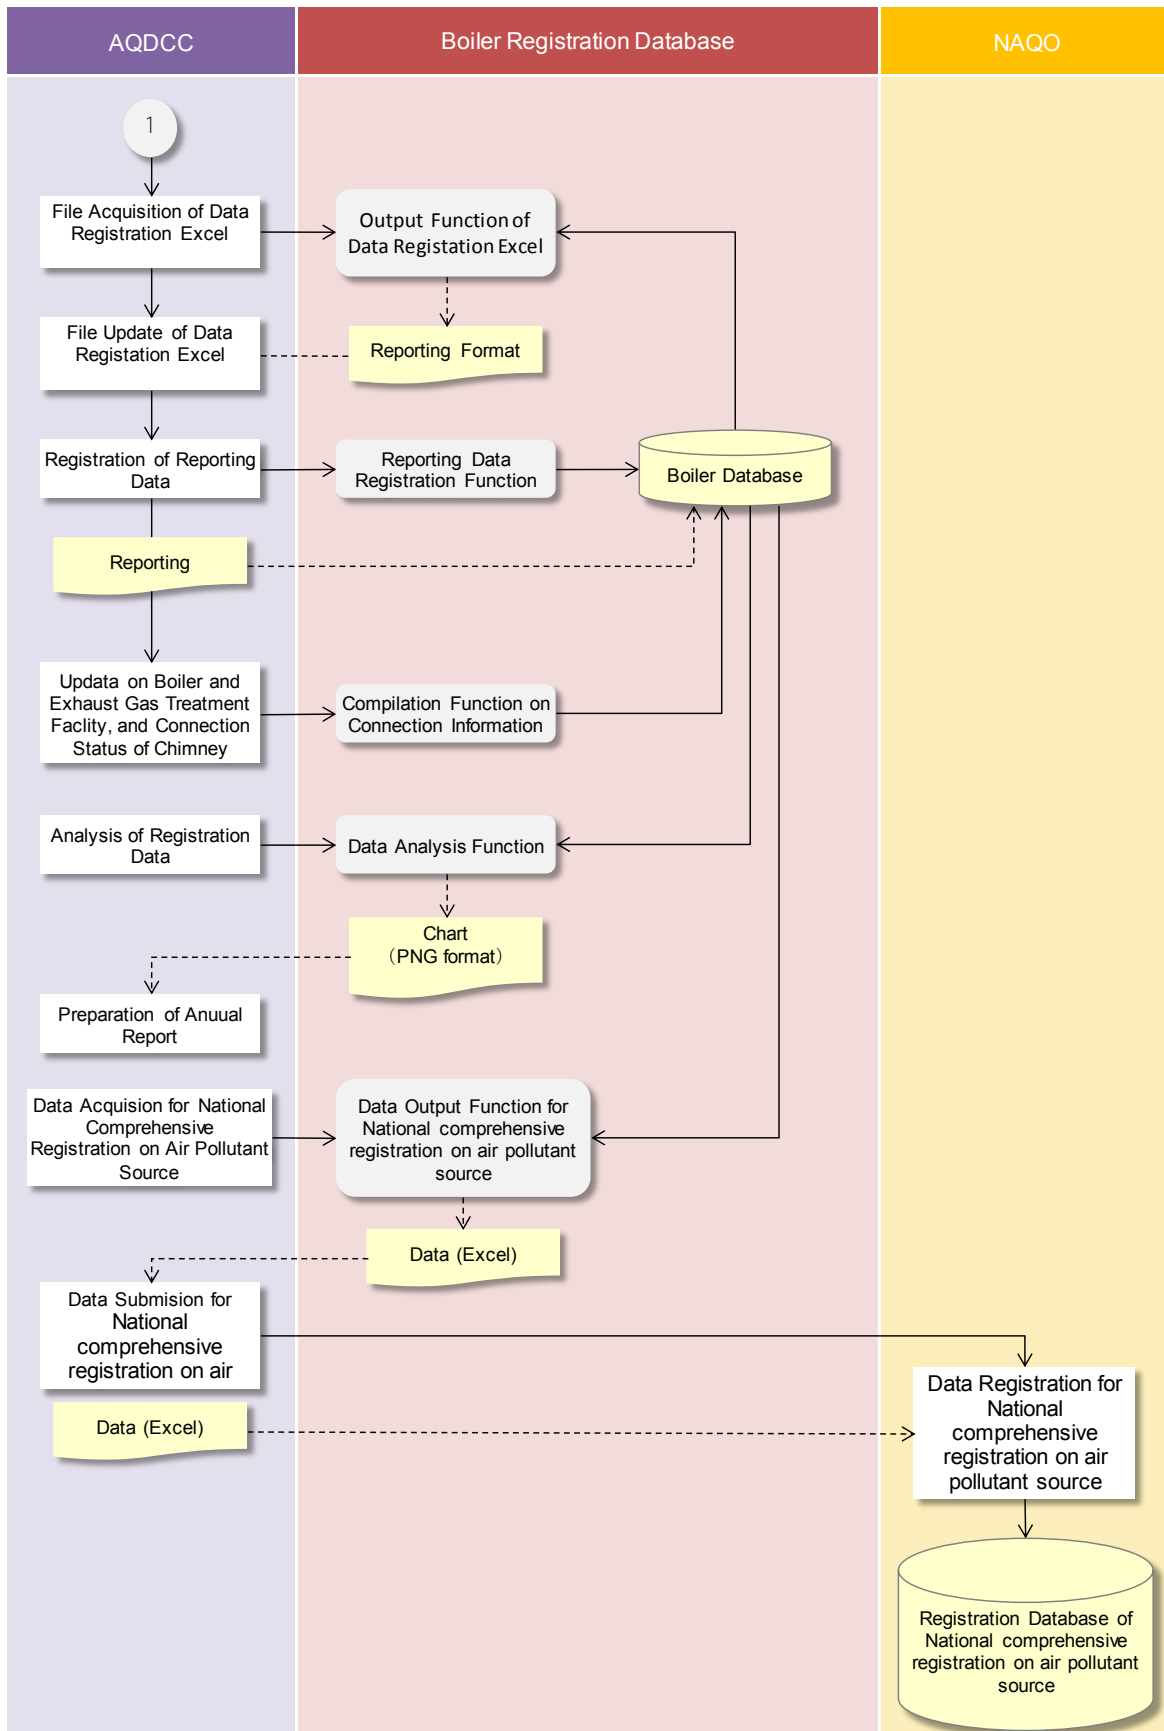 AQDCC
Boiler Registration Database
NAQO
1
File Acquisition of Data
Registration Excel
Output Function of
Data Registation Excel
File Update of Data
Registation Excel
Reporting Format
Registration of Reporting
Data
Reporting Data
Registration Function
Boiler Database
Reporting
Updata on Boiler and
Exhaust Gas Treatment
Facility, and Connection
Status of Chimney
Compilation Function on
Connection Information
Analysis of Registration
Data
Data Analysis Function
Chart
(PNG format)
Preparation of Anuual
Report
Data Acquision for National
Comprehensive
Registration on Air Pollutant
Source
Data Output Function for
National comprehensive
registration on air pollutant
source
Data (Excel)
Data Submision for
National
comprehensive
registration on air
Data Registration for
National
comprehensive
registration on air
pollutant source
Data (Excel)
Registration Database of
National comprehensive
registration on air pollutant
source